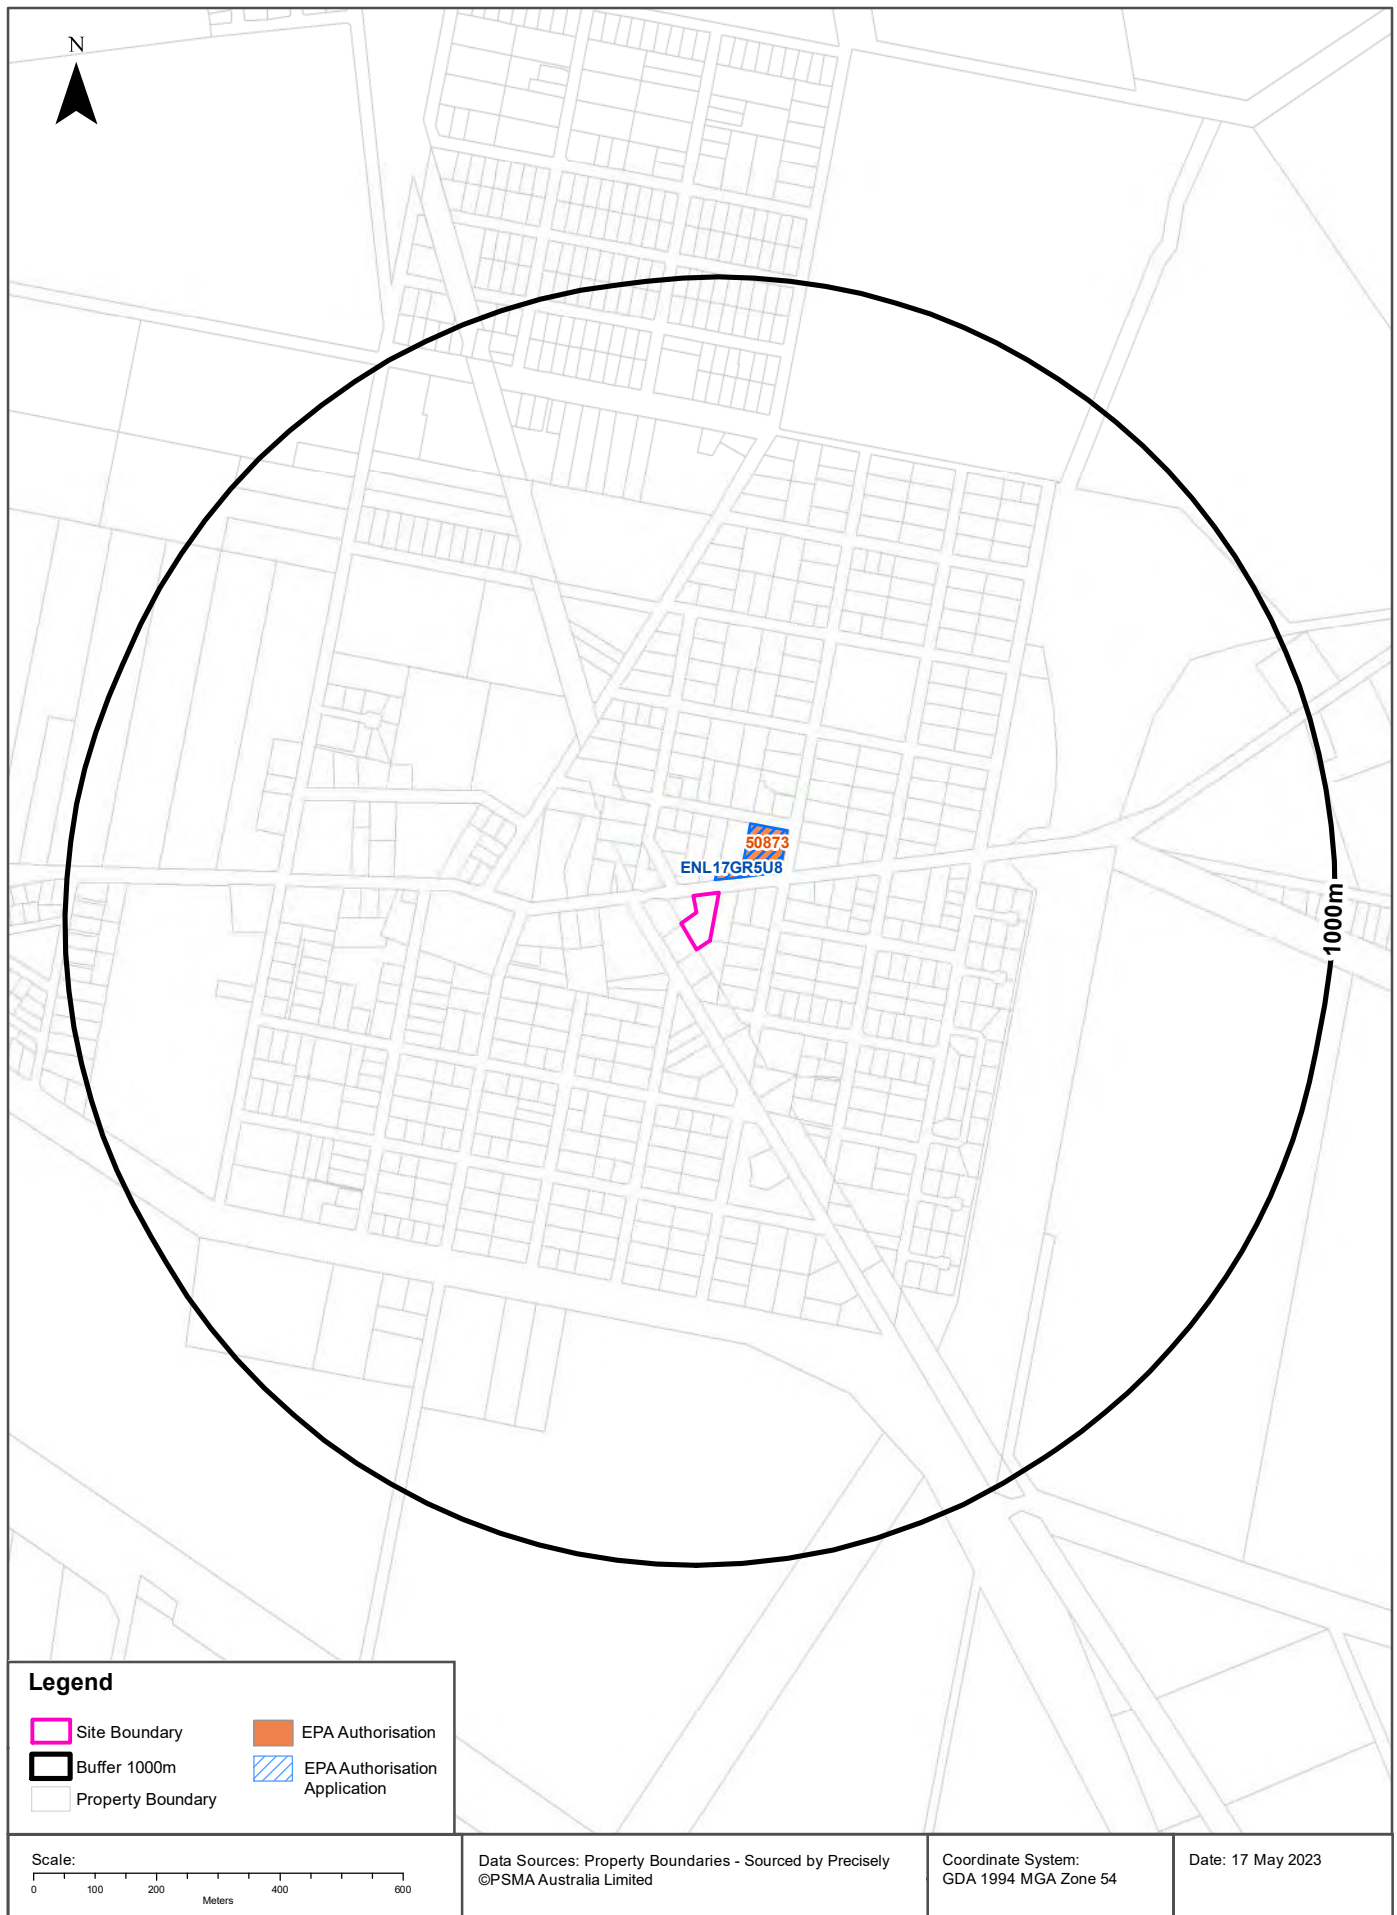 N
50873
ENL17GR5U8
1000m
Legend
Site Boundary
EPA Authorisation
Buffer 1000m
EPA Authorisation
Application
Property Boundary
Scale:
0 100 200 400 600
Meters
Data Sources: Property Boundaries - Sourced by Precisely
©PSMA Australia Limited
Coordinate System:
GDA 1994 MGA Zone 54
Date: 17 May 2023